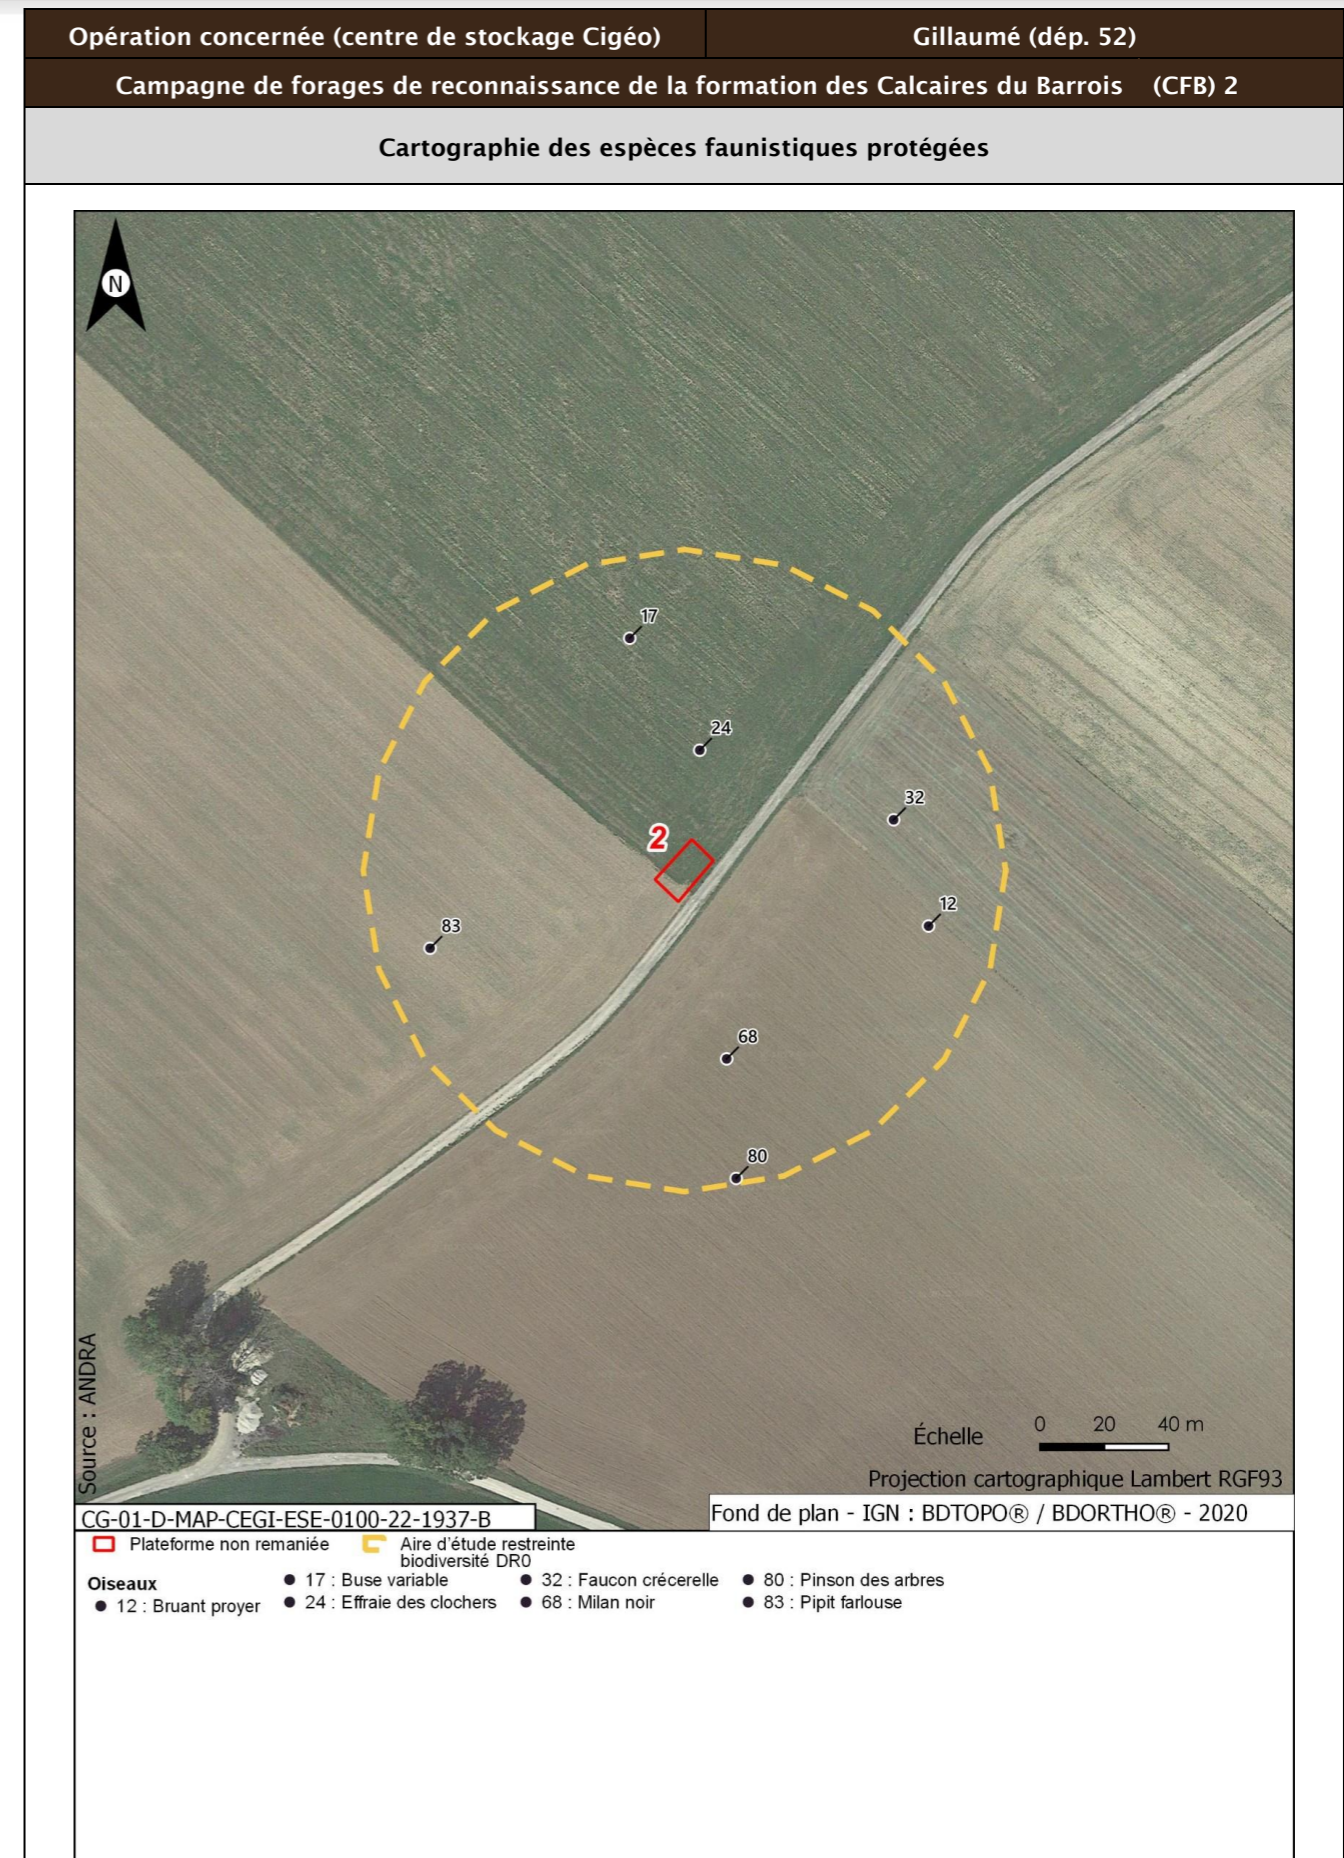 Opération concernée (centre de stockage Cigéo)
Gillaumé (dép. 52)
Campagne de forages de reconnaissance de la formation des Calcaires du Barrois (CFB) 2
Cartographie des espèces faunistiques protégées
N
17
24
32
2
12
83
68
80
Source : ANDRA
Échelle
0 20 40 m
Projection cartographique Lambert RGF93
CG-01-D-MAP-CEGI-ESE-0100-22-1937-B
Fond de plan - IGN : BDTOPO® / BDORTHO® - 2020
Plateforme non remaniée
Aire d'étude restreinte
biodiversité DR0
Oiseaux
12 : Bruant proyer
17 : Buse variable
24 : Effraie des clochers
32 : Faucon crécerelle
68 : Milan noir
80 : Pinson des arbres
83 : Pipit farlouse